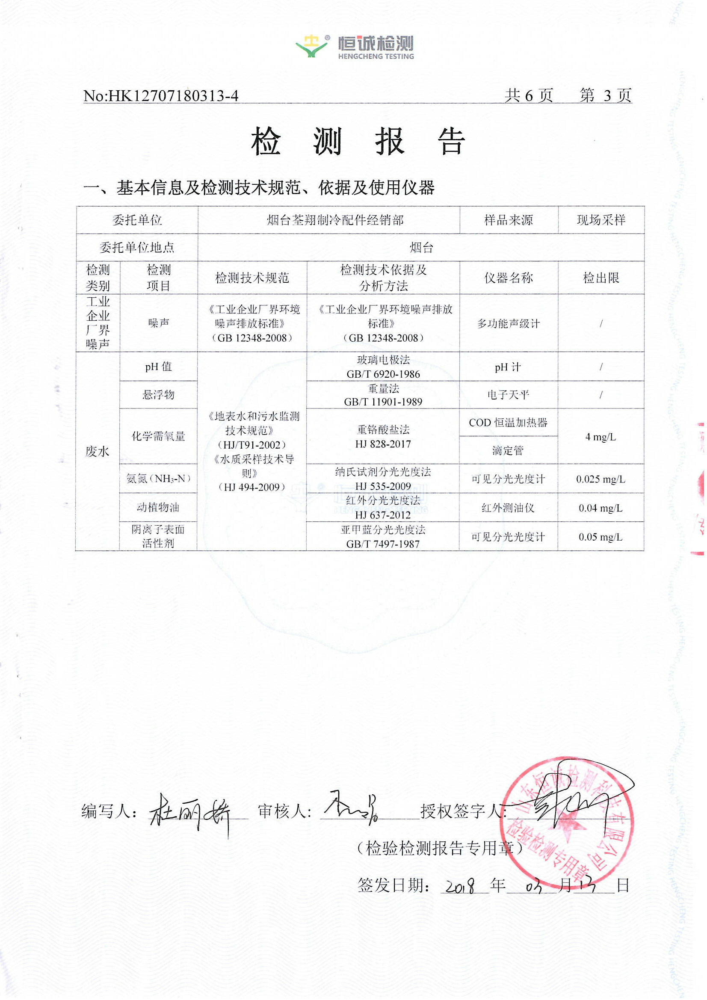 恒诚检测
HENGCHENG TESTING
No:HK12707180313-4 共 6 页 第 3 页
检 测 报 告
一、基本信息及检测技术规范、依据及使用仪器
委托单位 烟台荃翔制冷配件经销部 样品来源 现场采样
委托单位地点 烟台
检测
类别
检测
项目
检测技术规范
检测技术依据及
分析方法
仪器名称
检出限
工业
企业
厂界
噪声
噪声
《工业企业厂界环境
噪声排放标准》
（GB 12348-2008）
《工业企业厂界环境噪声排放
标准》
（GB 12348-2008）
多功能声级计
/
废水
pH 值
《地表水和污水监测
技术规范》
（HJ/T91-2002）
《水质采样技术导
则》
（HJ 494-2009）
玻璃电极法
GB/T 6920-1986
pH 计
/
悬浮物
重量法
GB/T 11901-1989
电子天平
/
化学需氧量
重铬酸盐法
HJ 828-2017
COD 恒温加热器
滴定管
4 mg/L
氨氮（NH₃-N）
纳氏试剂分光光度法
HJ 535-2009
可见分光光度计
0.025 mg/L
动植物油
红外分光光度法
HJ 637-2012
红外测油仪
0.04 mg/L
阴离子表面
活性剂
亚甲蓝分光光度法
GB/T 7497-1987
可见分光光度计
0.05 mg/L
编写人：杜丽娇 审核人： 授权签字人：
（检验检测报告专用章）
签发日期：2018 年 03 月 13 日
山东恒诚检测科技有限公司
检验检测专用章